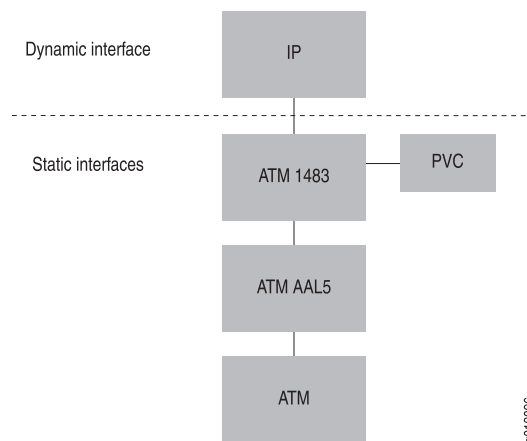 Dynamic interface
IP
Static interfaces
ATM 1483
PVC
ATM AAL5
ATM